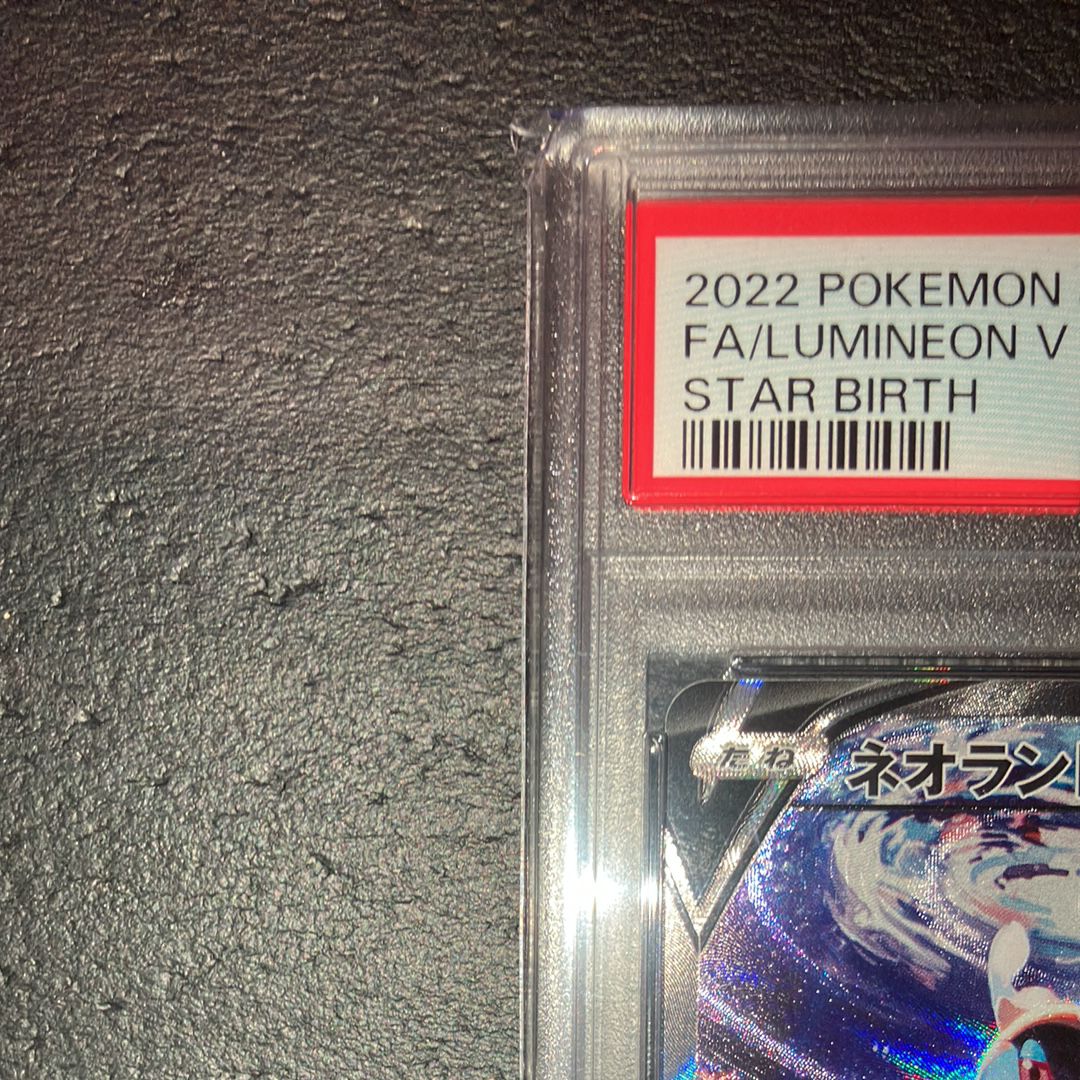 2022 POKEMON
FA/LUMINEON V
STAR BIRTH
たね
ネオラン